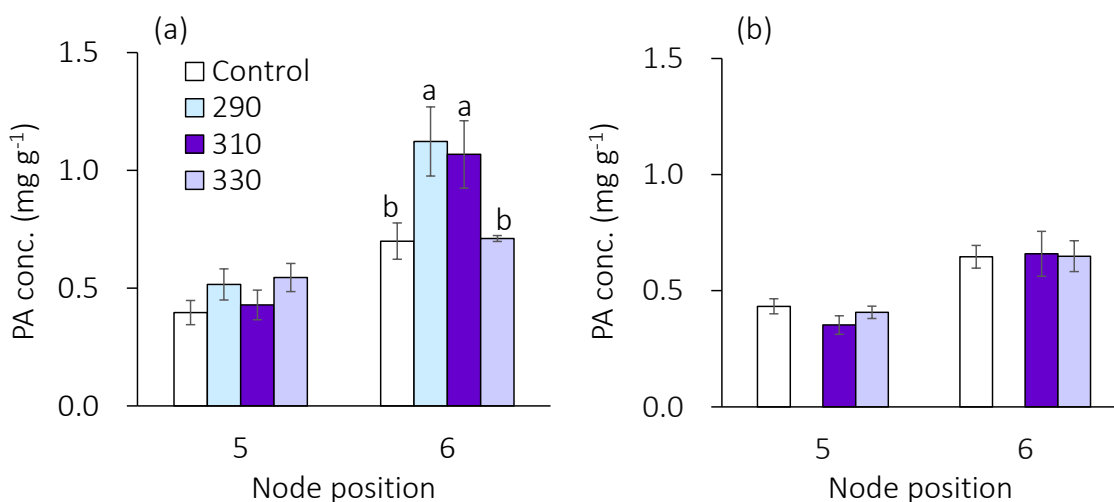 (a)
PA conc. (mg g-1)
1.5
1.0
0.5
0.0
Control
290
310
330
b
a
a
b
5
6
Node position
(b)
PA conc. (mg g-1)
1.5
1.0
0.5
0.0
5
6
Node position